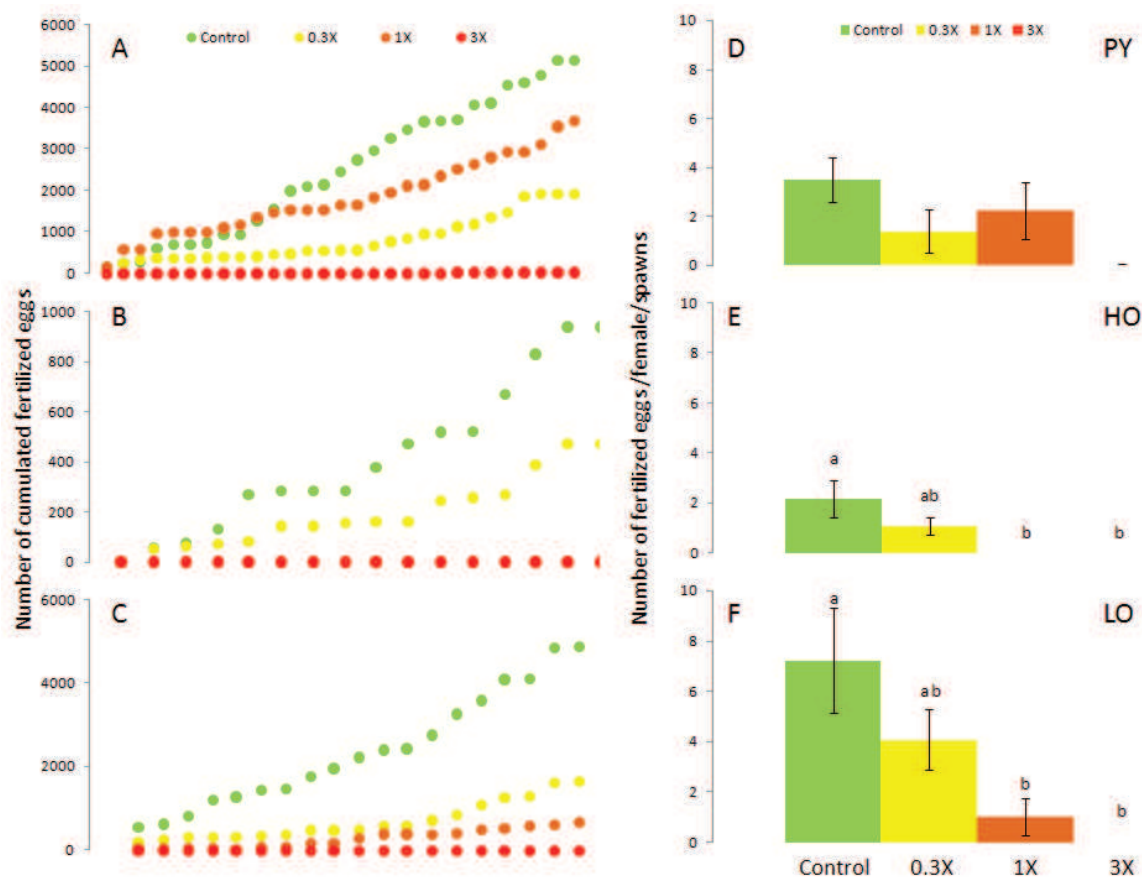 A
Control 0.3X 1X 3X
6000
5000
4000
3000
2000
1000
0
B
1000
800
600
400
200
0
C
6000
4000
2000
0
Number of cumulated fertilized eggs
D
Control 0.3X 1X 3X
PY
10
8
6
4
2
0
–
E
HO
10
8
6
4
2
0
a
ab
b
b
F
LO
10
8
6
4
2
0
a
ab
b
b
Number of fertilized eggs/female/spawns
Control 0.3X 1X 3X